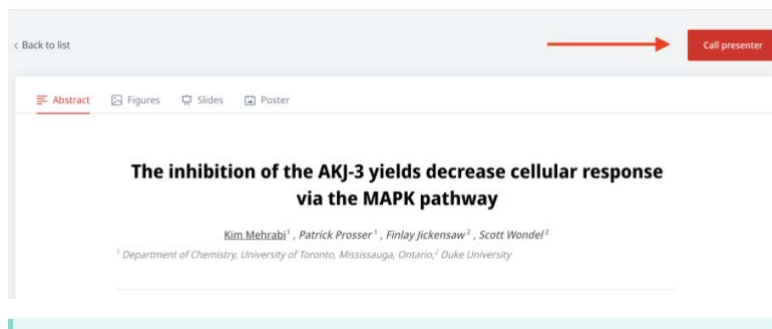 < Back to list
Call presenter
Abstract Figures Slides Poster
The inhibition of the AKJ-3 yields decrease cellular response
via the MAPK pathway
Kim Mehrabi¹ , Patrick Prosser¹ , Finlay Jickensaw² , Scott Wondel²
¹ Department of Chemistry, University of Toronto, Mississauga, Ontario,² Duke University